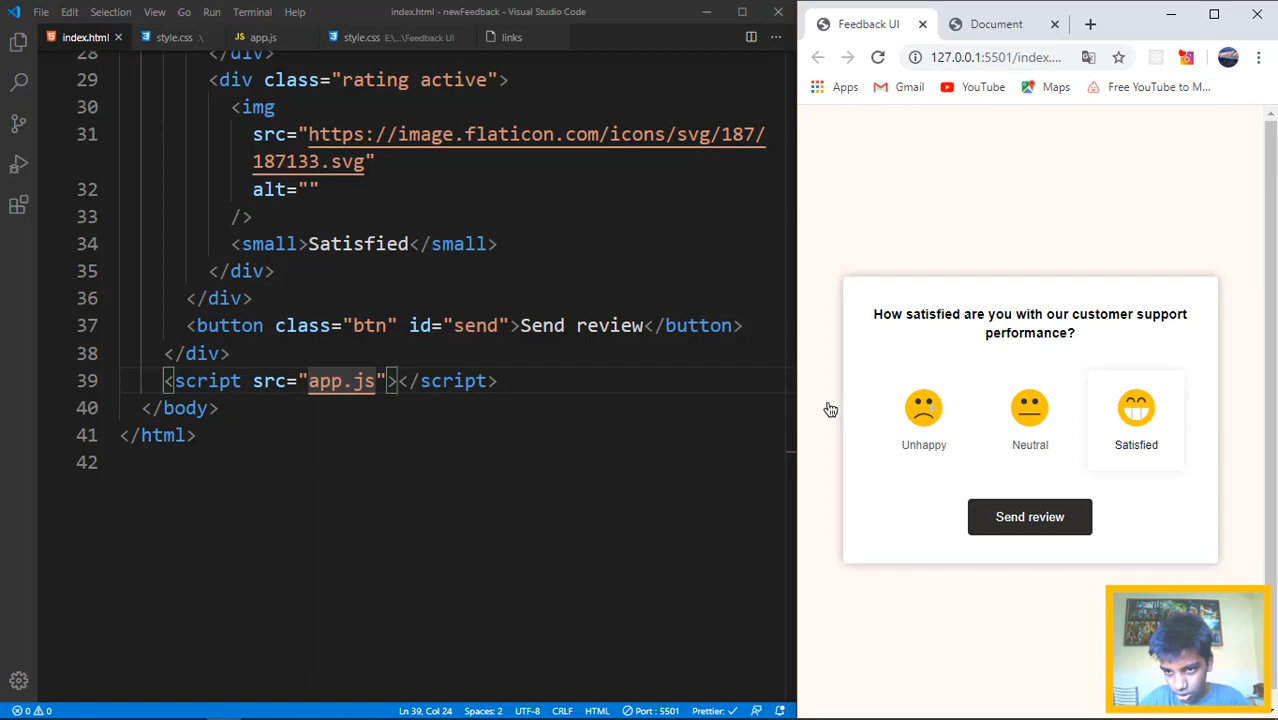 File Edit Selection View Go Run Terminal Help index.html - newFeedback - Visual Studio Code
index.html style.css .\ app.js style.css E:\...\Feedback UI links
28 </div>
29 <div class="rating active">
30 <img
31 src="https://image.flaticon.com/icons/svg/187/
187133.svg"
32 alt=""
33 />
34 <small>Satisfied</small>
35 </div>
36 </div>
37 <button class="btn" id="send">Send review</button>
38 </div>
39 <script src="app.js"></script>
40 </body>
41 </html>
42
0 0 Ln 39, Col 24 Spaces: 2 UTF-8 CRLF HTML Port : 5501 Prettier:
Feedback UI Document
127.0.0.1:5501/index....
Apps Gmail YouTube Maps Free YouTube to M...
How satisfied are you with our customer support
performance?
Unhappy Neutral Satisfied
Send review